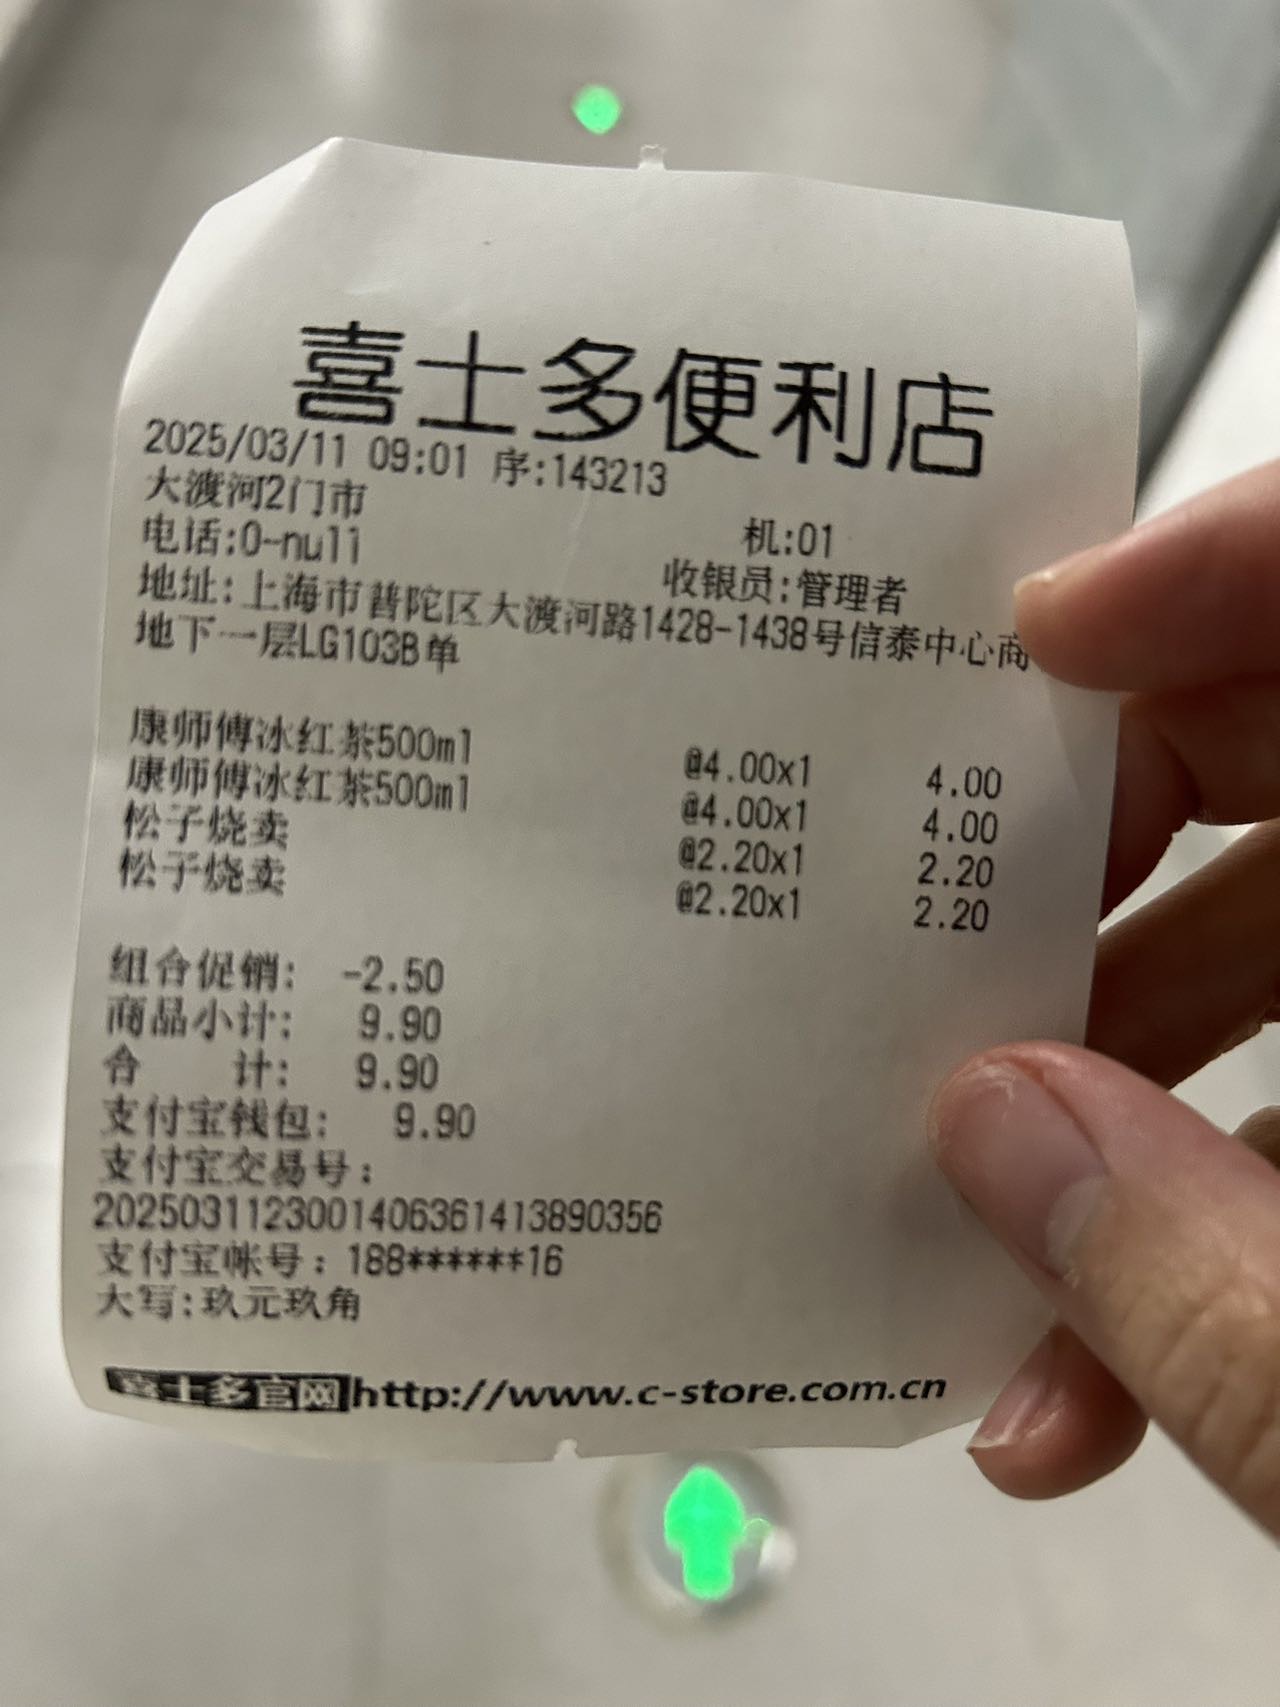 喜士多便利店
2025/03/11 09:01 序:143213
大渡河2门市 机:01
电话:0-null 收银员:管理者
地址:上海市普陀区大渡河路1428-1438号信泰中心商
地下一层LG103B单
康师傅冰红茶500ml @4.00x1 4.00
康师傅冰红茶500ml @4.00x1 4.00
松子烧卖 @2.20x1 2.20
松子烧卖 @2.20x1 2.20
组合促销: -2.50
商品小计: 9.90
合 计: 9.90
支付宝钱包: 9.90
支付宝交易号:
2025031123001406361413890356
支付宝帐号:188******16
大写:玖元玖角
喜士多官网http://www.c-store.com.cn